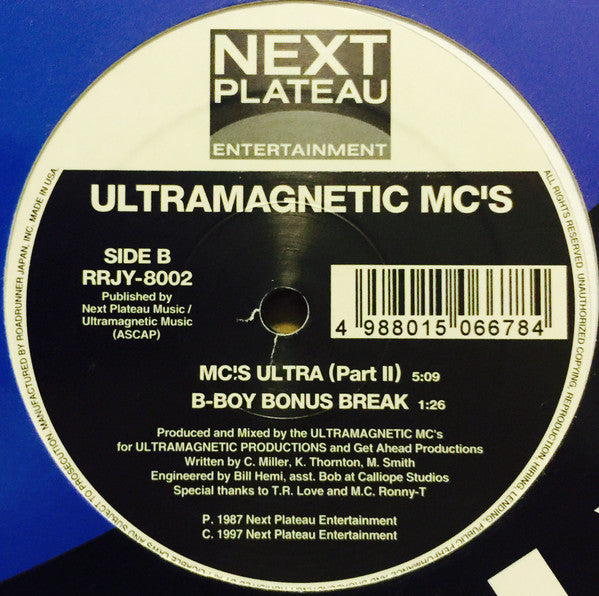 NEXT
PLATEAU
ENTERTAINMENT
ULTRAMAGNETIC MC'S
SIDE B
RRJY-8002
Published by
Next Plateau Music /
Ultramagnetic Music
(ASCAP)
4 988015 066784
MC'S ULTRA (Part II) 5:09
B-BOY BONUS BREAK 1:26
Produced and Mixed by the ULTRAMAGNETIC MC's
for ULTRAMAGNETIC PRODUCTIONS and Get Ahead Productions
Written by C. Miller, K. Thornton, M. Smith
Engineered by Bill Hemi, asst. Bob at Calliope Studios
Special thanks to T.R. Love and M.C. Ronny-T
P. 1987 Next Plateau Entertainment
C. 1997 Next Plateau Entertainment
MANUFACTURED BY ROADRUNNER JAPAN, INC. MADE IN USA
ALL RIGHTS RESERVED. UNAUTHORIZED COPYING, REPRODUCTION, HIRING, LENDING, PUBLIC PERFORMANCE AND SUBJECT TO PROSECUTION